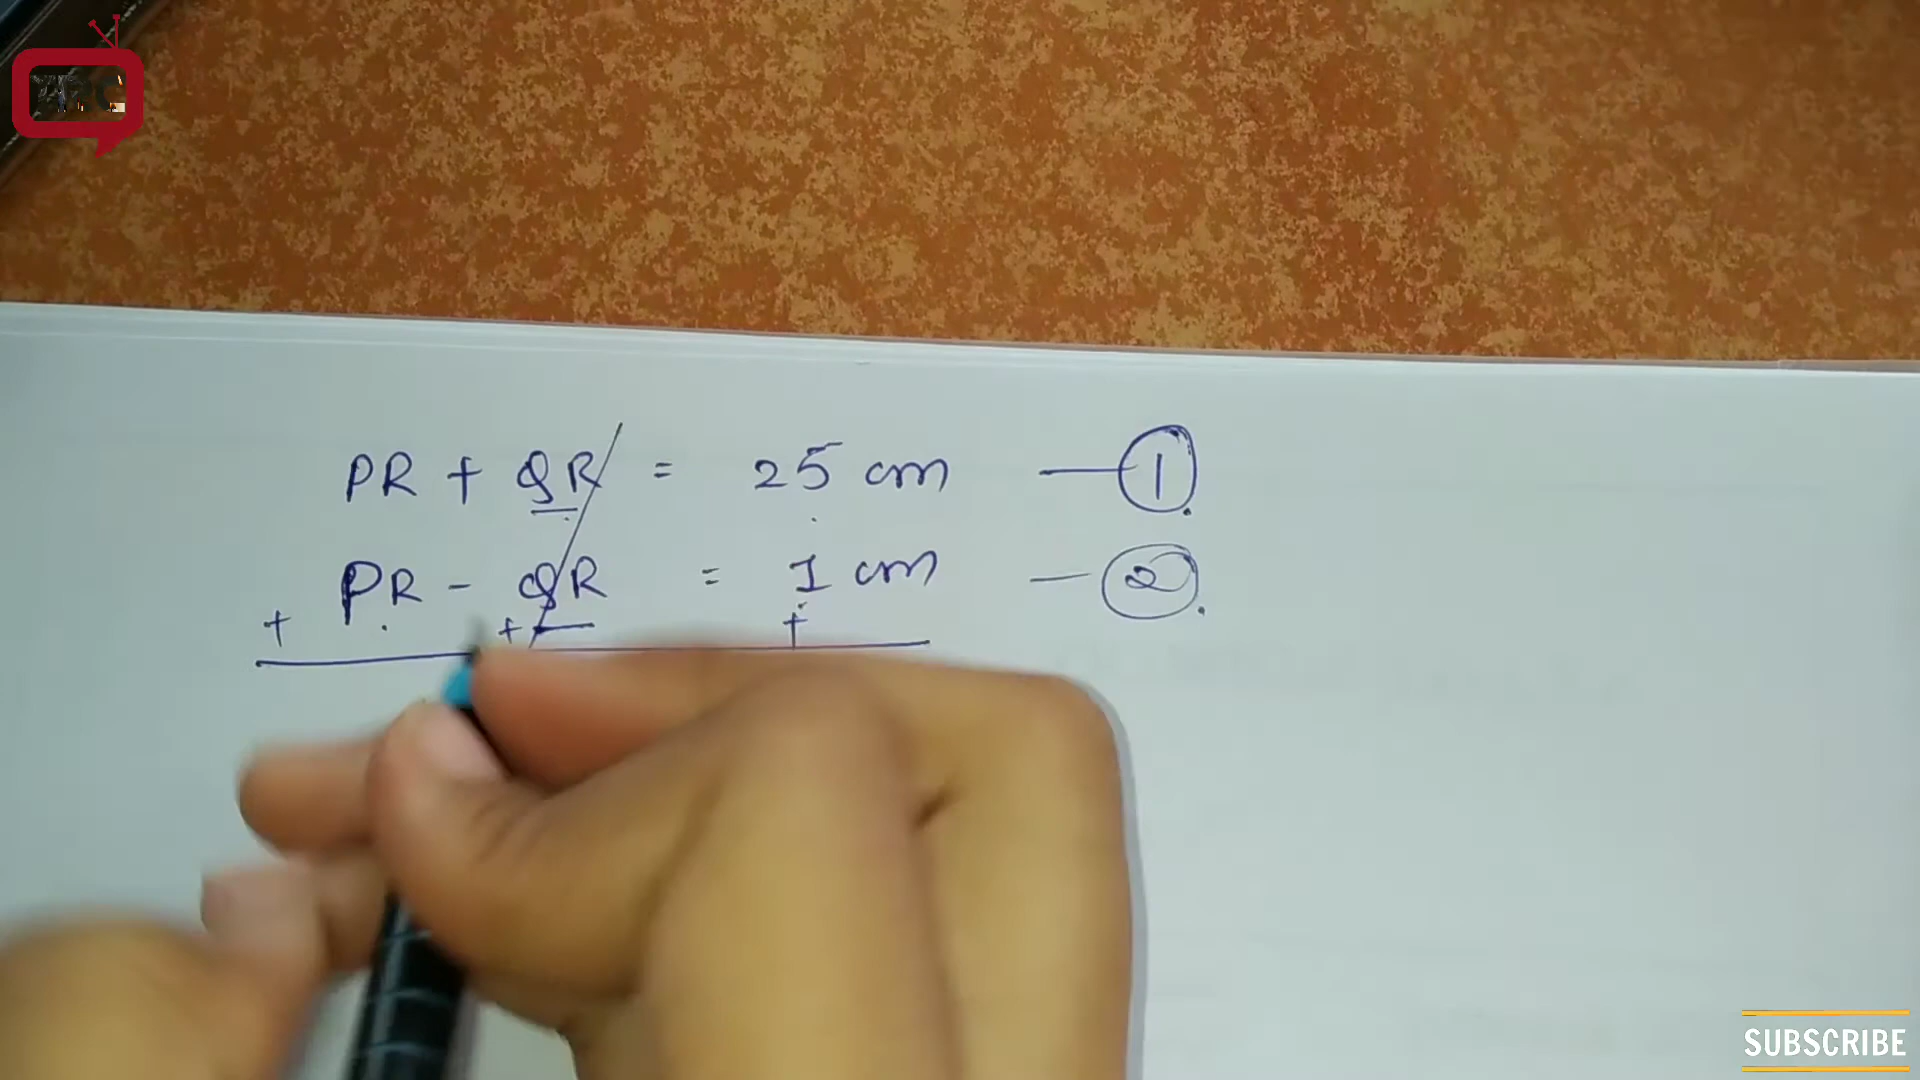 PR + QR = 25 cm — 1
PR - QR = 1 cm — 2
+ + +
SUBSCRIBE